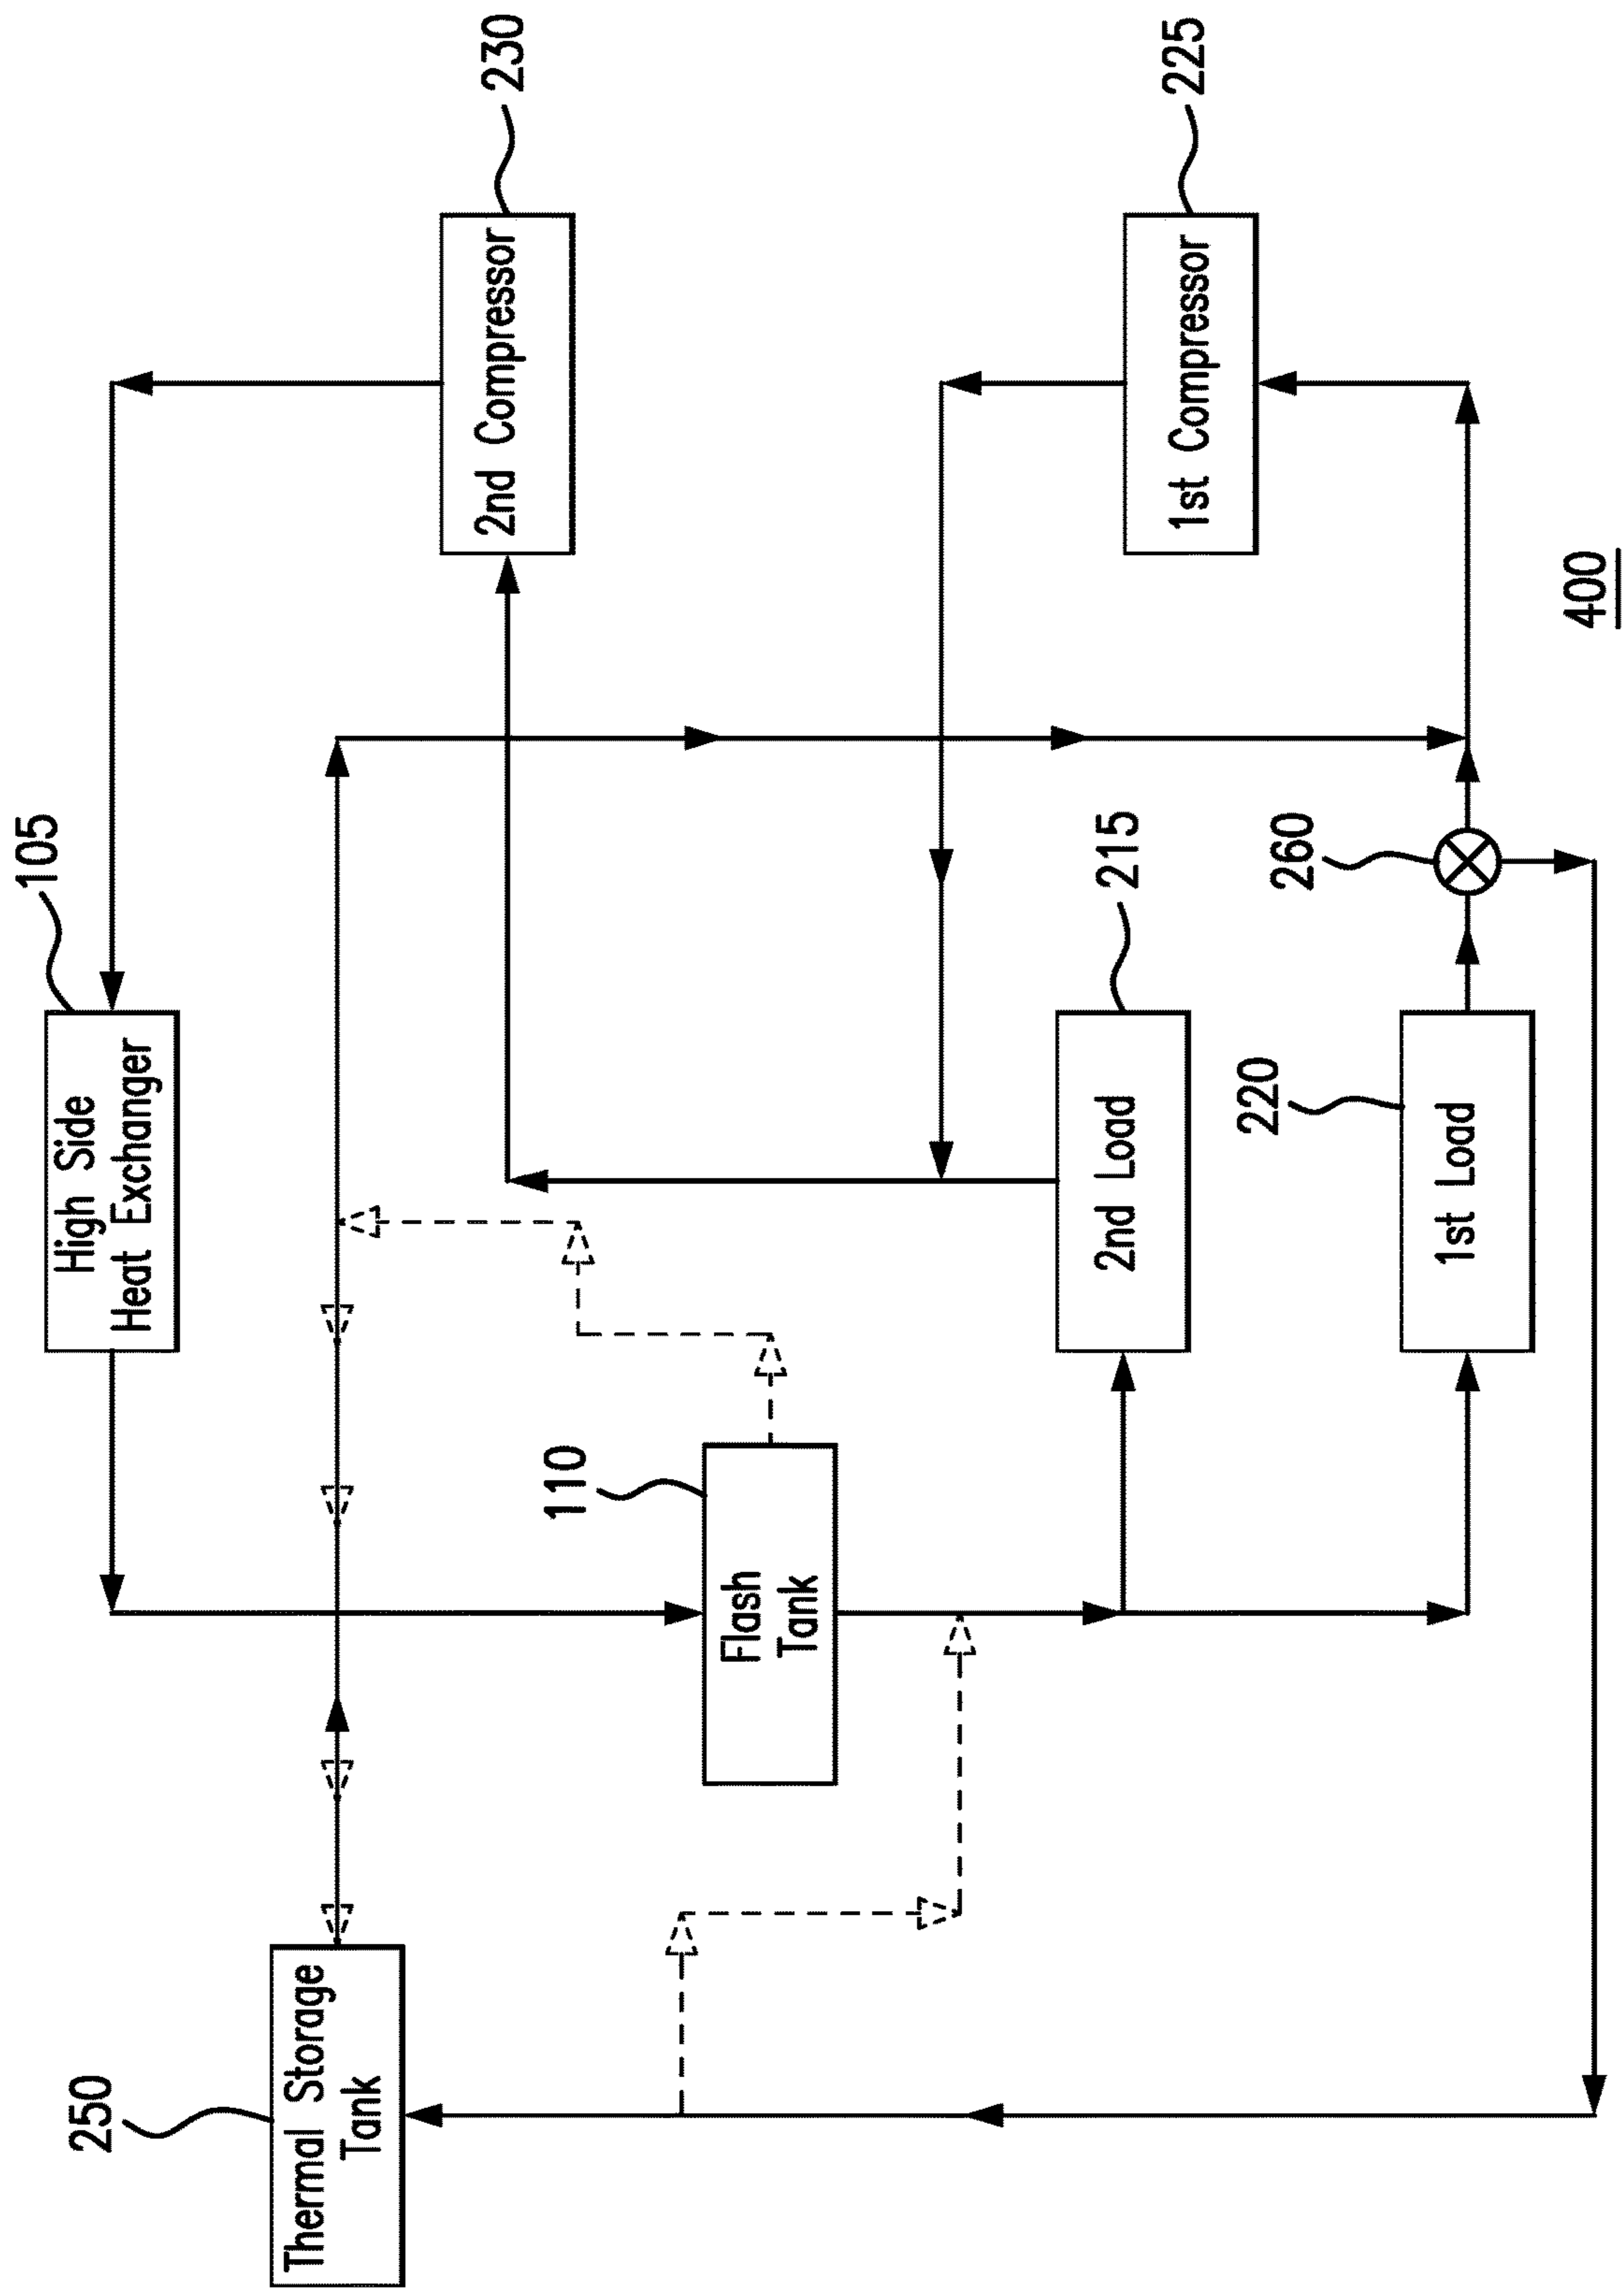 105
High Side
Heat Exchanger
250
Thermal Storage
Tank
2nd Compressor
230
110
Flash
Tank
2nd Load
215
1st Compressor
225
220
260
1st Load
400